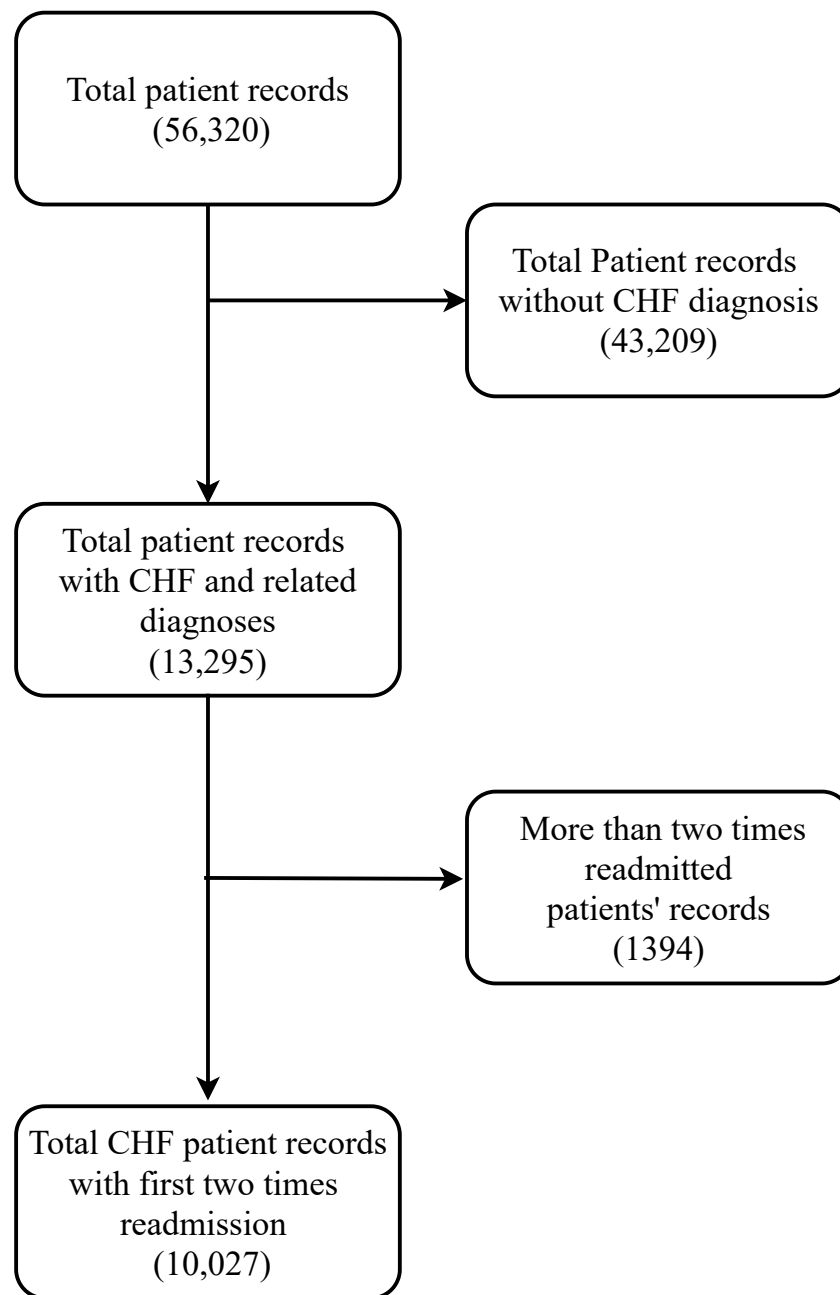 Total patient records
(56,320)
Total Patient records
without CHF diagnosis
(43,209)
Total patient records
with CHF and related
diagnoses
(13,295)
More than two times
readmitted
patients' records
(1394)
Total CHF patient records
with first two times
readmission
(10,027)